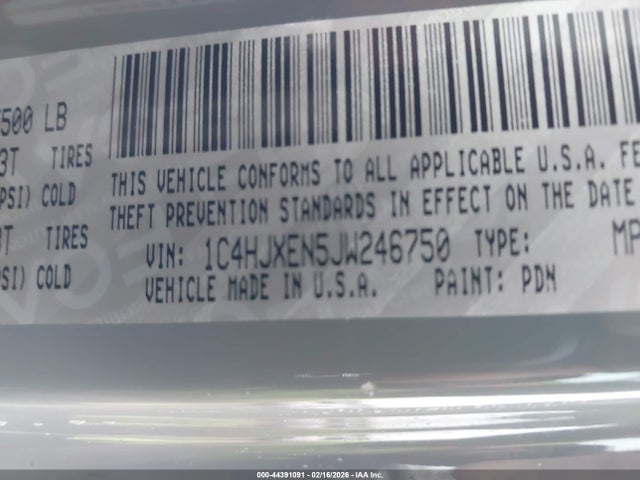 500 LB
3T TIRES
PSI) COLD
3T TIRES
PSI) COLD
THIS VEHICLE CONFORMS TO ALL APPLICABLE U.S.A. FE
THEFT PREVENTION STANDARDS IN EFFECT ON THE DATE
VIN: 1C4HJXEN5JW246750 TYPE: MP
VEHICLE MADE IN U.S.A. PAINT: PDN
000-44391091 - 02/16/2026 - IAA Inc.